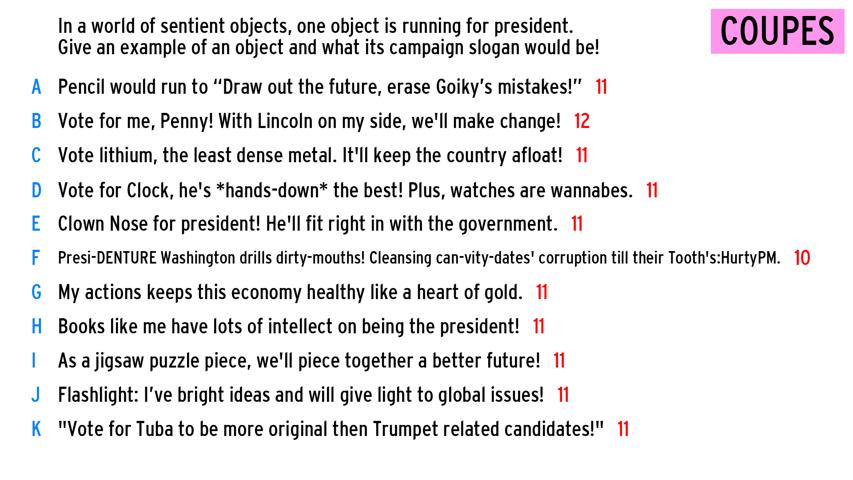 In a world of sentient objects, one object is running for president.
Give an example of an object and what its campaign slogan would be!
COUPES
A Pencil would run to “Draw out the future, erase Goiky’s mistakes!” 11
B Vote for me, Penny! With Lincoln on my side, we'll make change! 12
C Vote lithium, the least dense metal. It'll keep the country afloat! 11
D Vote for Clock, he's *hands-down* the best! Plus, watches are wannabes. 11
E Clown Nose for president! He'll fit right in with the government. 11
F Presi-DENTURE Washington drills dirty-mouths! Cleansing can-vity-dates' corruption till their Tooth's:HurtyPM. 10
G My actions keeps this economy healthy like a heart of gold. 11
H Books like me have lots of intellect on being the president! 11
I As a jigsaw puzzle piece, we'll piece together a better future! 11
J Flashlight: I’ve bright ideas and will give light to global issues! 11
K "Vote for Tuba to be more original then Trumpet related candidates!" 11